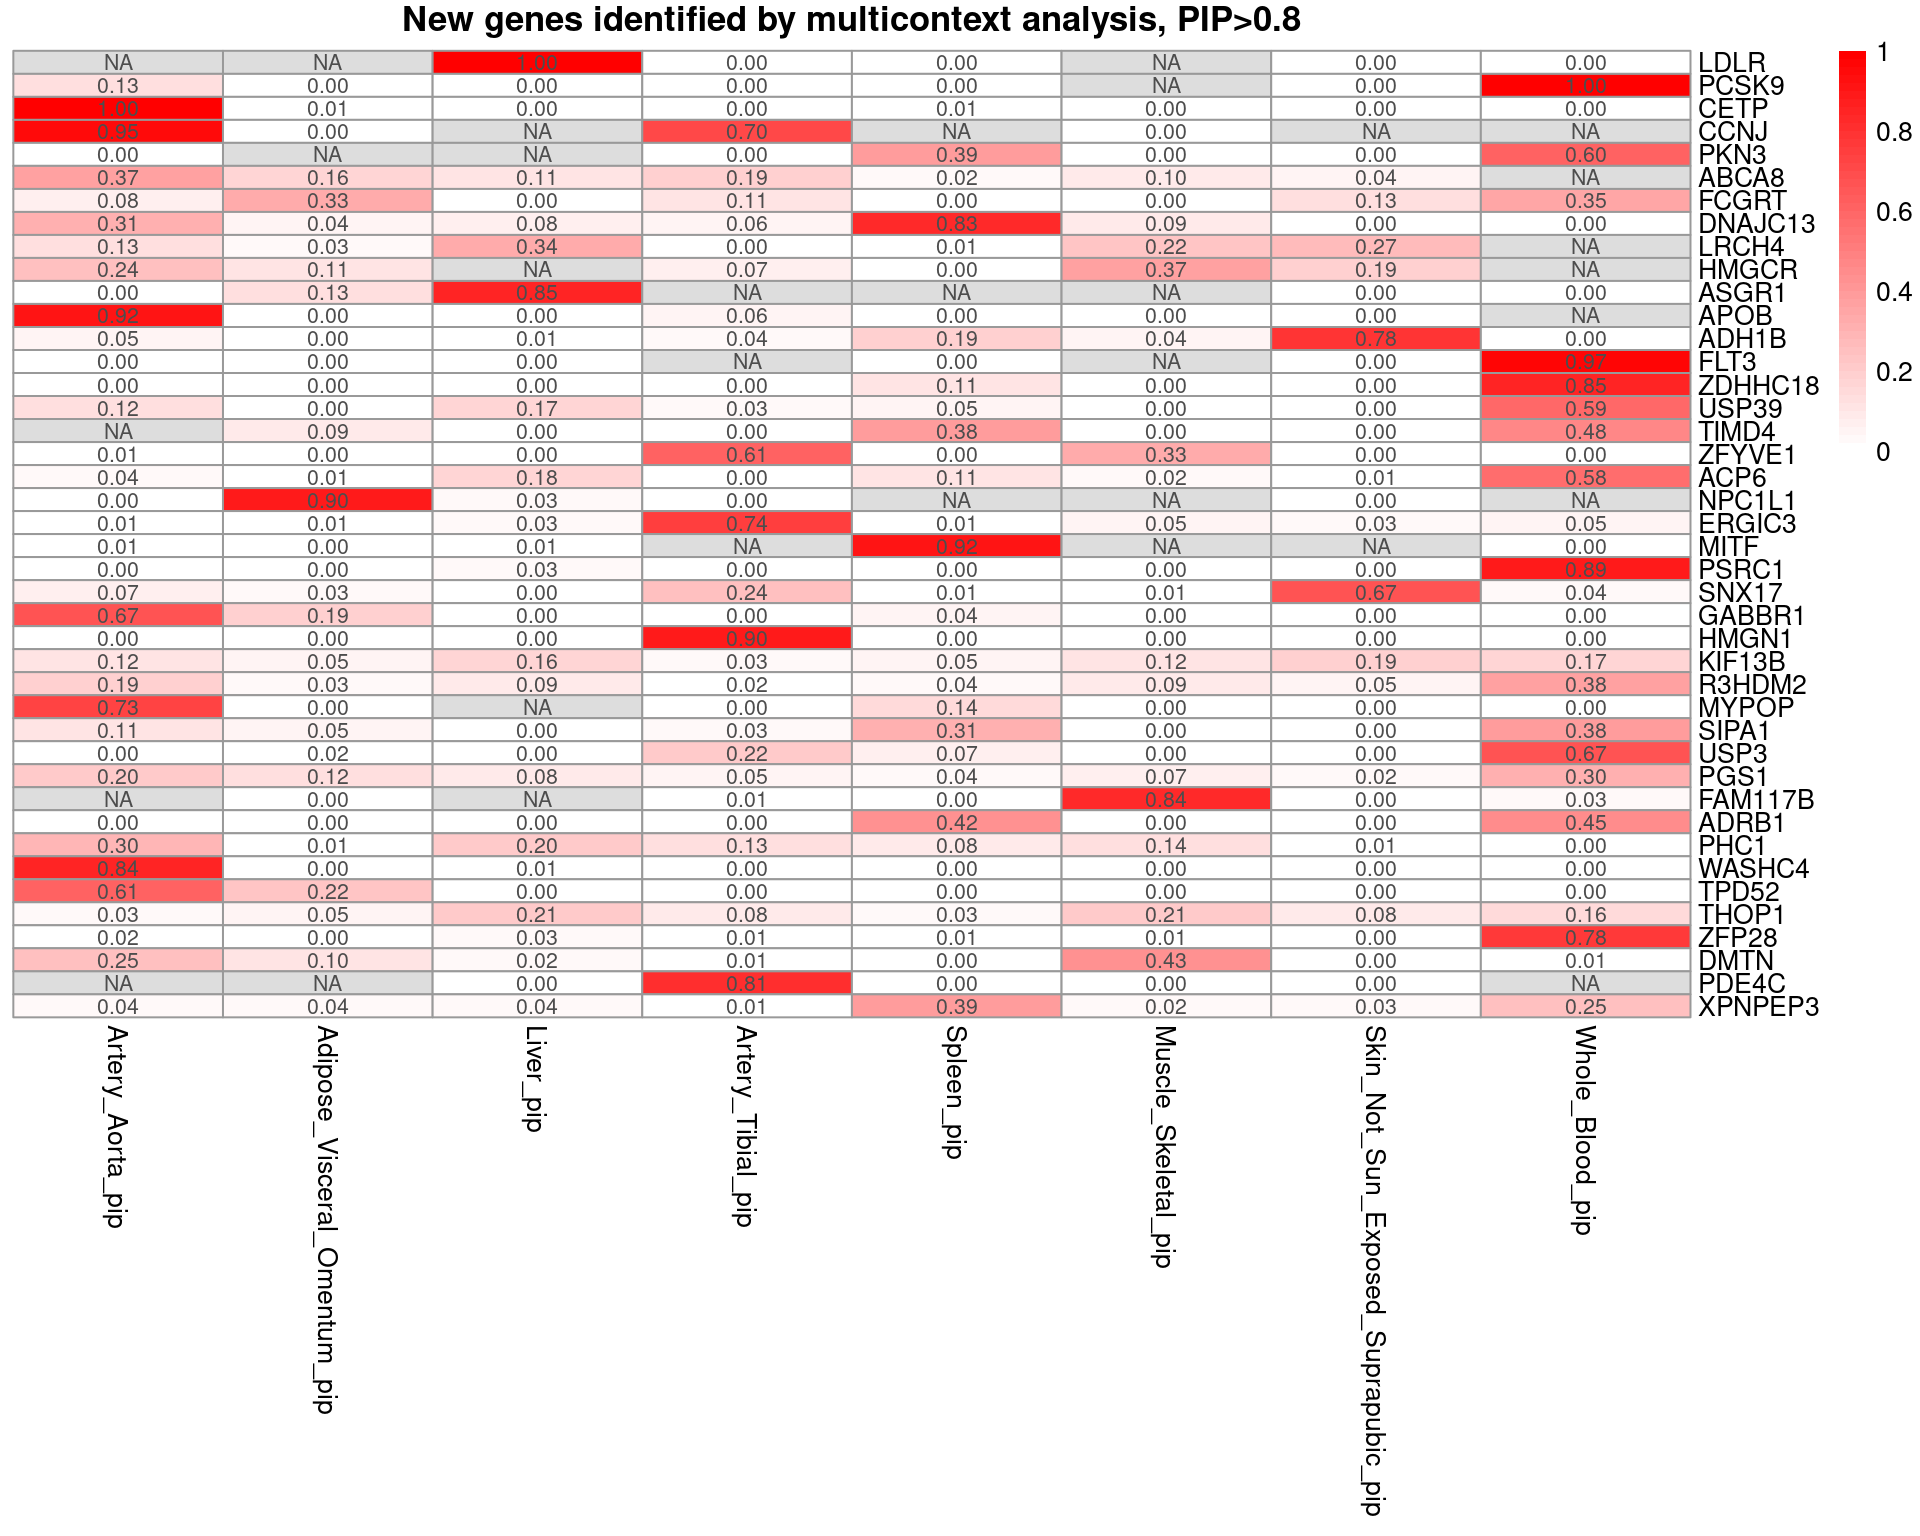 New genes identified by multicontext analysis, PIP>0.8
NA NA 1.00 0.00 0.00 NA 0.00 0.00 LDLR
0.13 0.00 0.00 0.00 0.00 NA 0.00 1.00 PCSK9
1.00 0.01 0.00 0.00 0.01 0.00 0.00 0.00 CETP
0.95 0.00 NA 0.70 NA 0.00 NA NA CCNJ
0.00 NA NA 0.00 0.39 0.00 0.00 0.60 PKN3
0.37 0.16 0.11 0.19 0.02 0.10 0.04 NA ABCA8
0.08 0.33 0.00 0.11 0.00 0.00 0.13 0.35 FCGRT
0.31 0.04 0.08 0.06 0.83 0.09 0.00 0.00 DNAJC13
0.13 0.03 0.34 0.00 0.01 0.22 0.27 NA LRCH4
0.24 0.11 NA 0.07 0.00 0.37 0.19 NA HMGCR
0.00 0.13 0.85 NA NA NA 0.00 0.00 ASGR1
0.92 0.00 0.00 0.06 0.00 0.00 0.00 NA APOB
0.05 0.00 0.01 0.04 0.19 0.04 0.78 0.00 ADH1B
0.00 0.00 0.00 NA 0.00 NA 0.00 0.97 FLT3
0.00 0.00 0.00 0.00 0.11 0.00 0.00 0.85 ZDHHC18
0.12 0.00 0.17 0.03 0.05 0.00 0.00 0.59 USP39
NA 0.09 0.00 0.00 0.38 0.00 0.00 0.48 TIMD4
0.01 0.00 0.00 0.61 0.00 0.33 0.00 0.00 ZFYVE1
0.04 0.01 0.18 0.00 0.11 0.02 0.01 0.58 ACP6
0.00 0.90 0.03 0.00 NA NA 0.00 NA NPC1L1
0.01 0.01 0.03 0.74 0.01 0.05 0.03 0.05 ERGIC3
0.01 0.00 0.01 NA 0.92 NA NA 0.00 MITF
0.00 0.00 0.03 0.00 0.00 0.00 0.00 0.89 PSRC1
0.07 0.03 0.00 0.24 0.01 0.01 0.67 0.04 SNX17
0.67 0.19 0.00 0.00 0.04 0.00 0.00 0.00 GABBR1
0.00 0.00 0.00 0.90 0.00 0.00 0.00 0.00 HMGN1
0.12 0.05 0.16 0.03 0.05 0.12 0.19 0.17 KIF13B
0.19 0.03 0.09 0.02 0.04 0.09 0.05 0.38 R3HDM2
0.73 0.00 NA 0.00 0.14 0.00 0.00 0.00 MYPOP
0.11 0.05 0.00 0.03 0.31 0.00 0.00 0.38 SIPA1
0.00 0.02 0.00 0.22 0.07 0.00 0.00 0.67 USP3
0.20 0.12 0.08 0.05 0.04 0.07 0.02 0.30 PGS1
NA 0.00 NA 0.01 0.00 0.84 0.00 0.03 FAM117B
0.00 0.00 0.00 0.00 0.42 0.00 0.00 0.45 ADRB1
0.30 0.01 0.20 0.13 0.08 0.14 0.01 0.00 PHC1
0.84 0.00 0.01 0.00 0.00 0.00 0.00 0.00 WASHC4
0.61 0.22 0.00 0.00 0.00 0.00 0.00 0.00 TPD52
0.03 0.05 0.21 0.08 0.03 0.21 0.08 0.16 THOP1
0.02 0.00 0.03 0.01 0.01 0.01 0.00 0.78 ZFP28
0.25 0.10 0.02 0.01 0.00 0.43 0.00 0.01 DMTN
NA NA 0.00 0.81 0.00 0.00 0.00 NA PDE4C
0.04 0.04 0.04 0.01 0.39 0.02 0.03 0.25 XPNPEP3
Artery_Aorta_pip
Adipose_Visceral_Omentum_pip
Liver_pip
Artery_Tibial_pip
Spleen_pip
Muscle_Skeletal_pip
Skin_Not_Sun_Exposed_Suprapubic_pip
Whole_Blood_pip
1
0.8
0.6
0.4
0.2
0